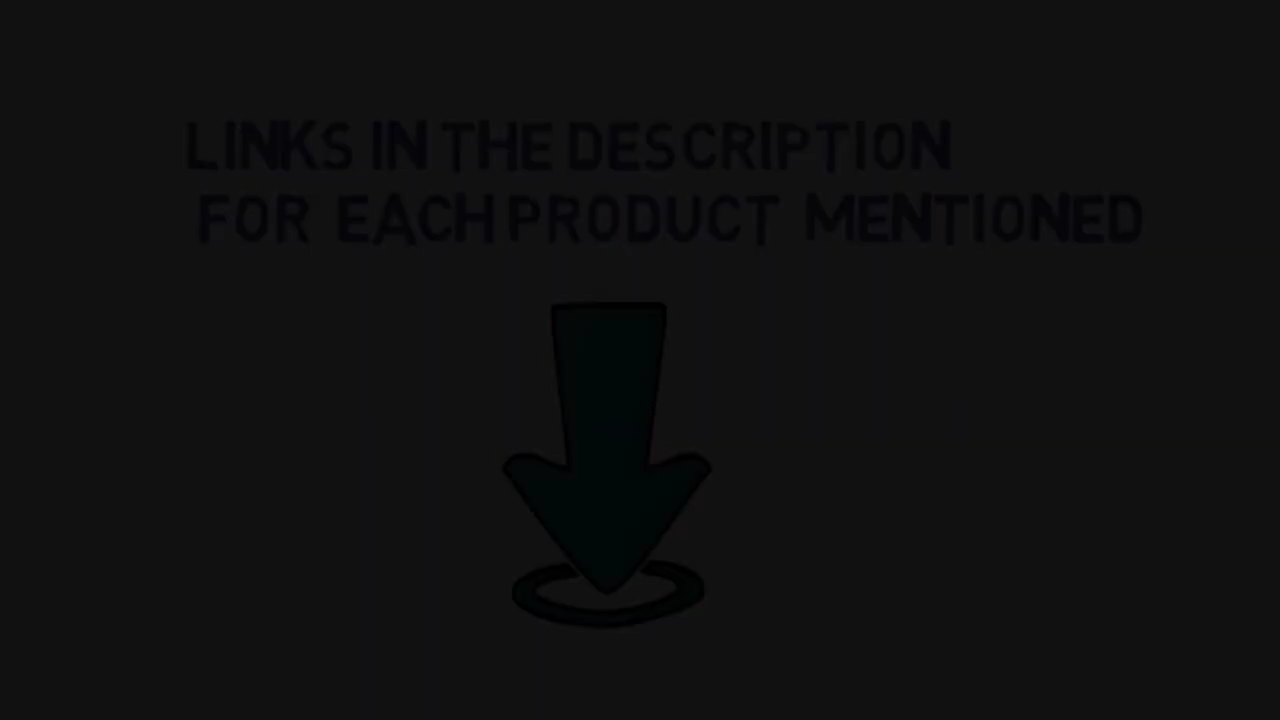 LINKS IN THE DESCRIPTION
FOR EACH PRODUCT MENTIONED